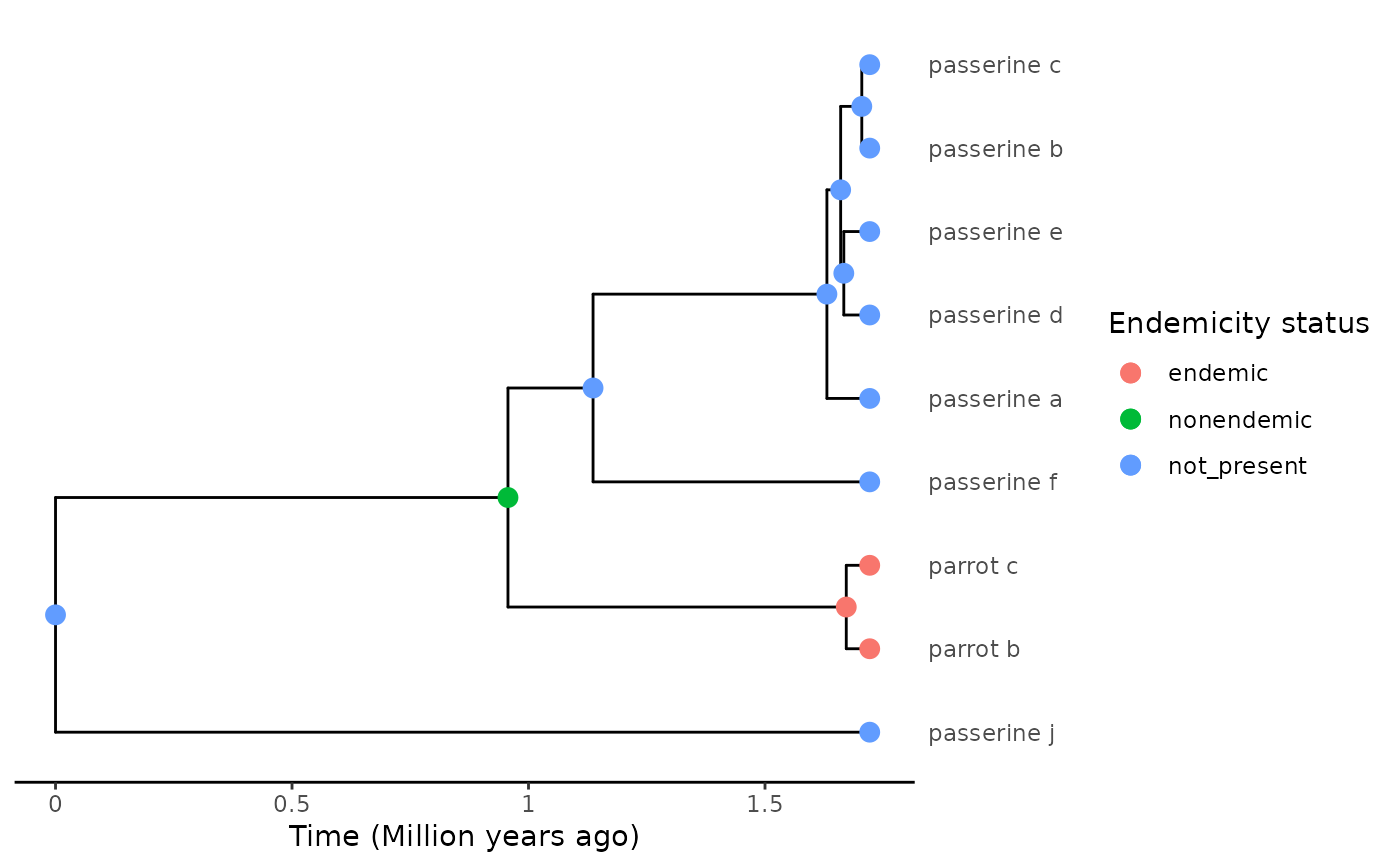 passerine c
passerine b
passerine e
passerine d
passerine a
passerine f
parrot c
parrot b
passerine j
Endemicity status
endemic
nonendemic
not_present
0 0.5 1 1.5
Time (Million years ago)